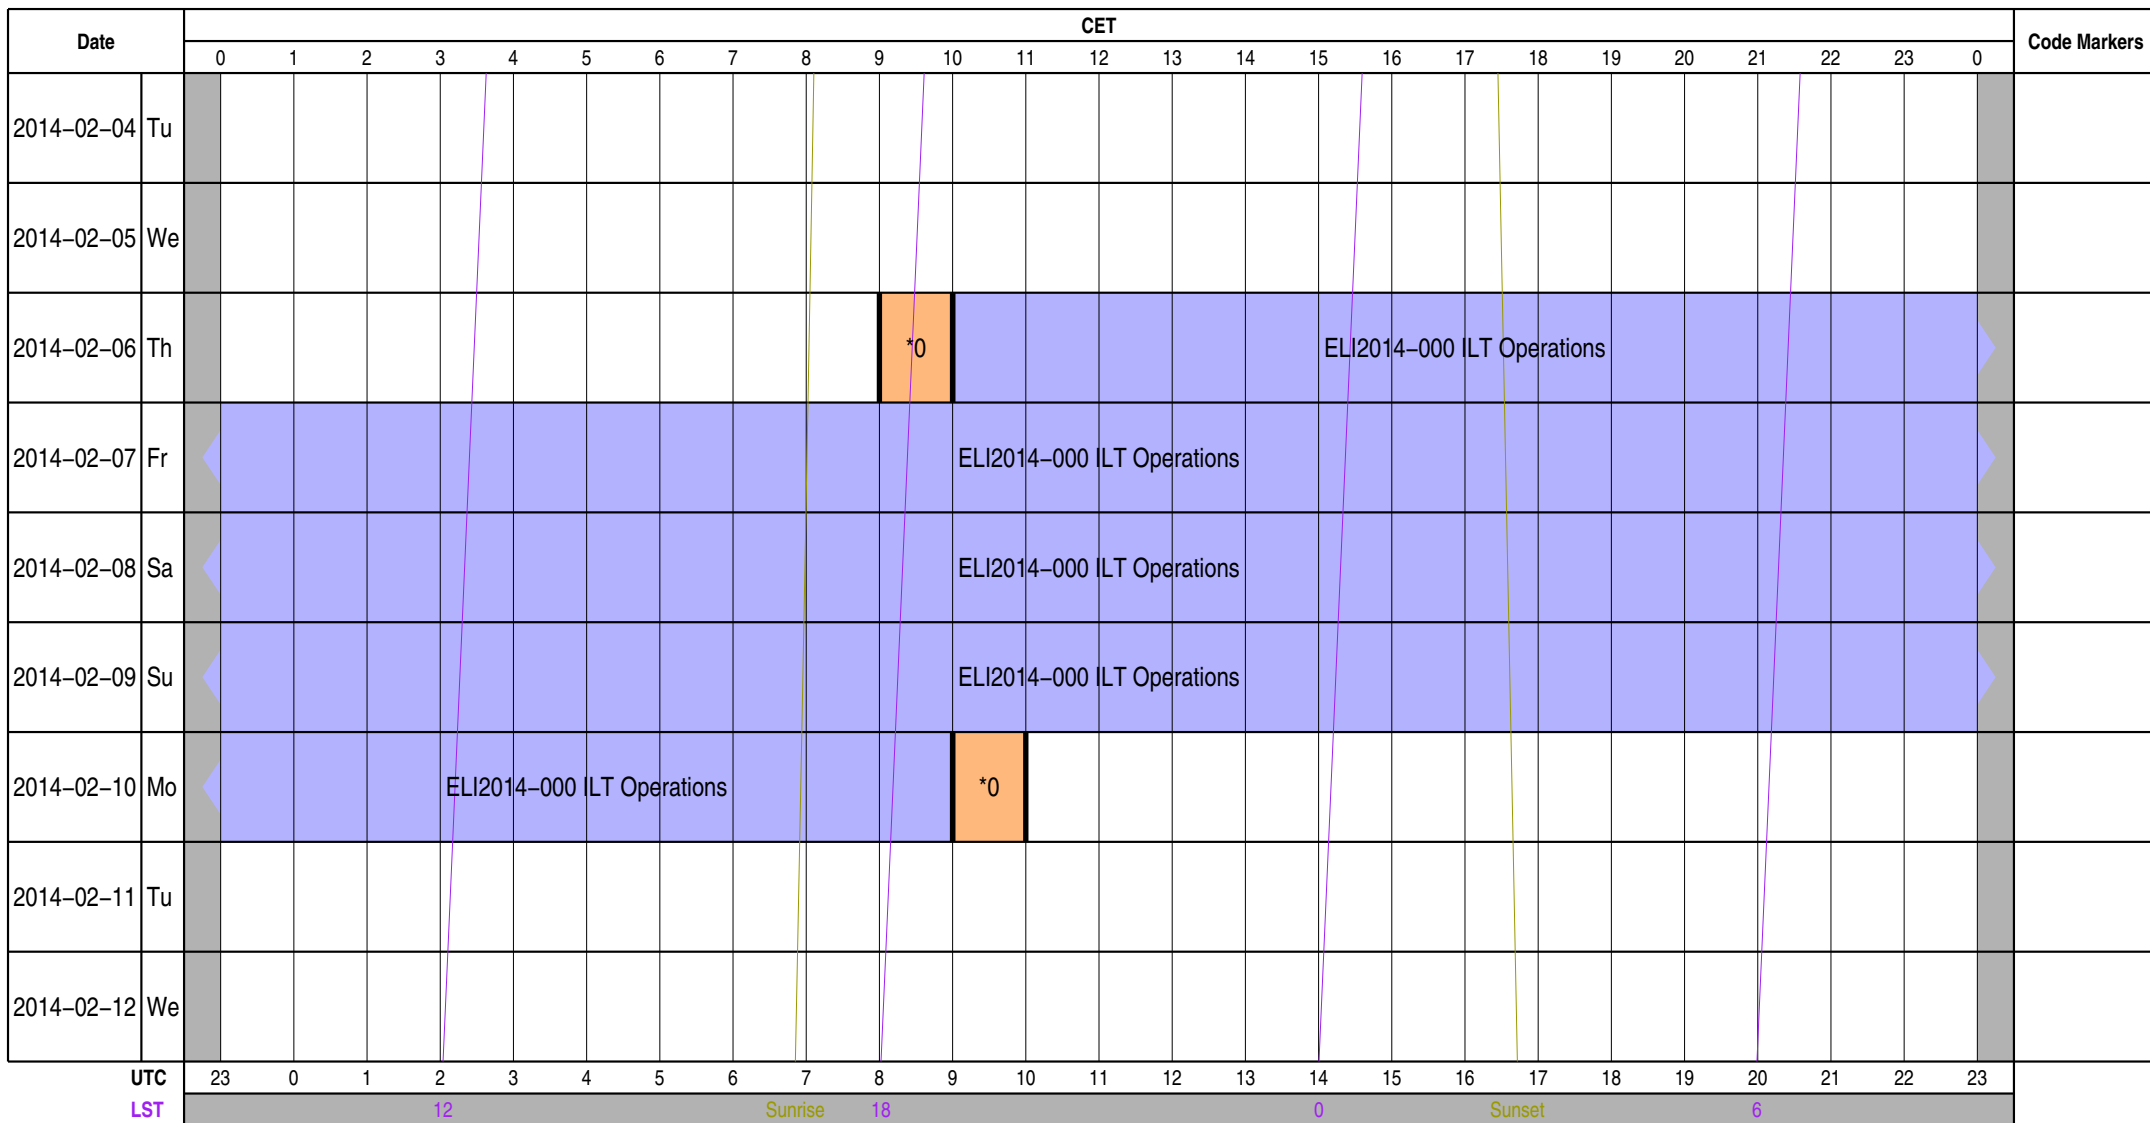 Date CET Code Markers
0 1 2 3 4 5 6 7 8 9 10 11 12 13 14 15 16 17 18 19 20 21 22 23 0
2014−02−04 Tu
2014−02−05 We
2014−02−06 Th *0 ELI2014−000 ILT Operations
2014−02−07 Fr ELI2014−000 ILT Operations
2014−02−08 Sa ELI2014−000 ILT Operations
2014−02−09 Su ELI2014−000 ILT Operations
2014−02−10 Mo ELI2014−000 ILT Operations *0
2014−02−11 Tu
2014−02−12 We
UTC 23 0 1 2 3 4 5 6 7 8 9 10 11 12 13 14 15 16 17 18 19 20 21 22 23
LST 12 Sunrise 18 0 Sunset 6